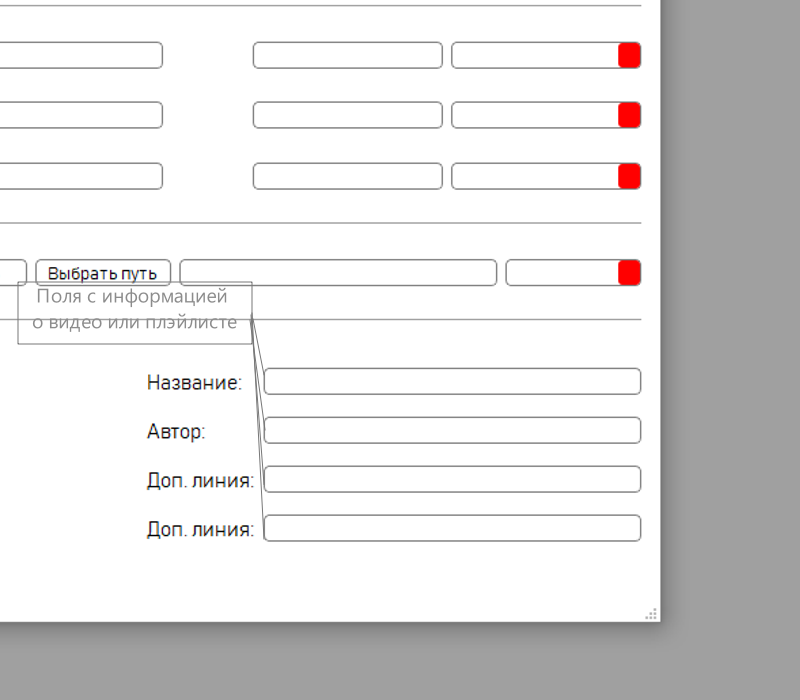 Выбрать путь
Поля с информацией
о видео или плэйлисте
Название:
Автор:
Доп. линия:
Доп. линия: